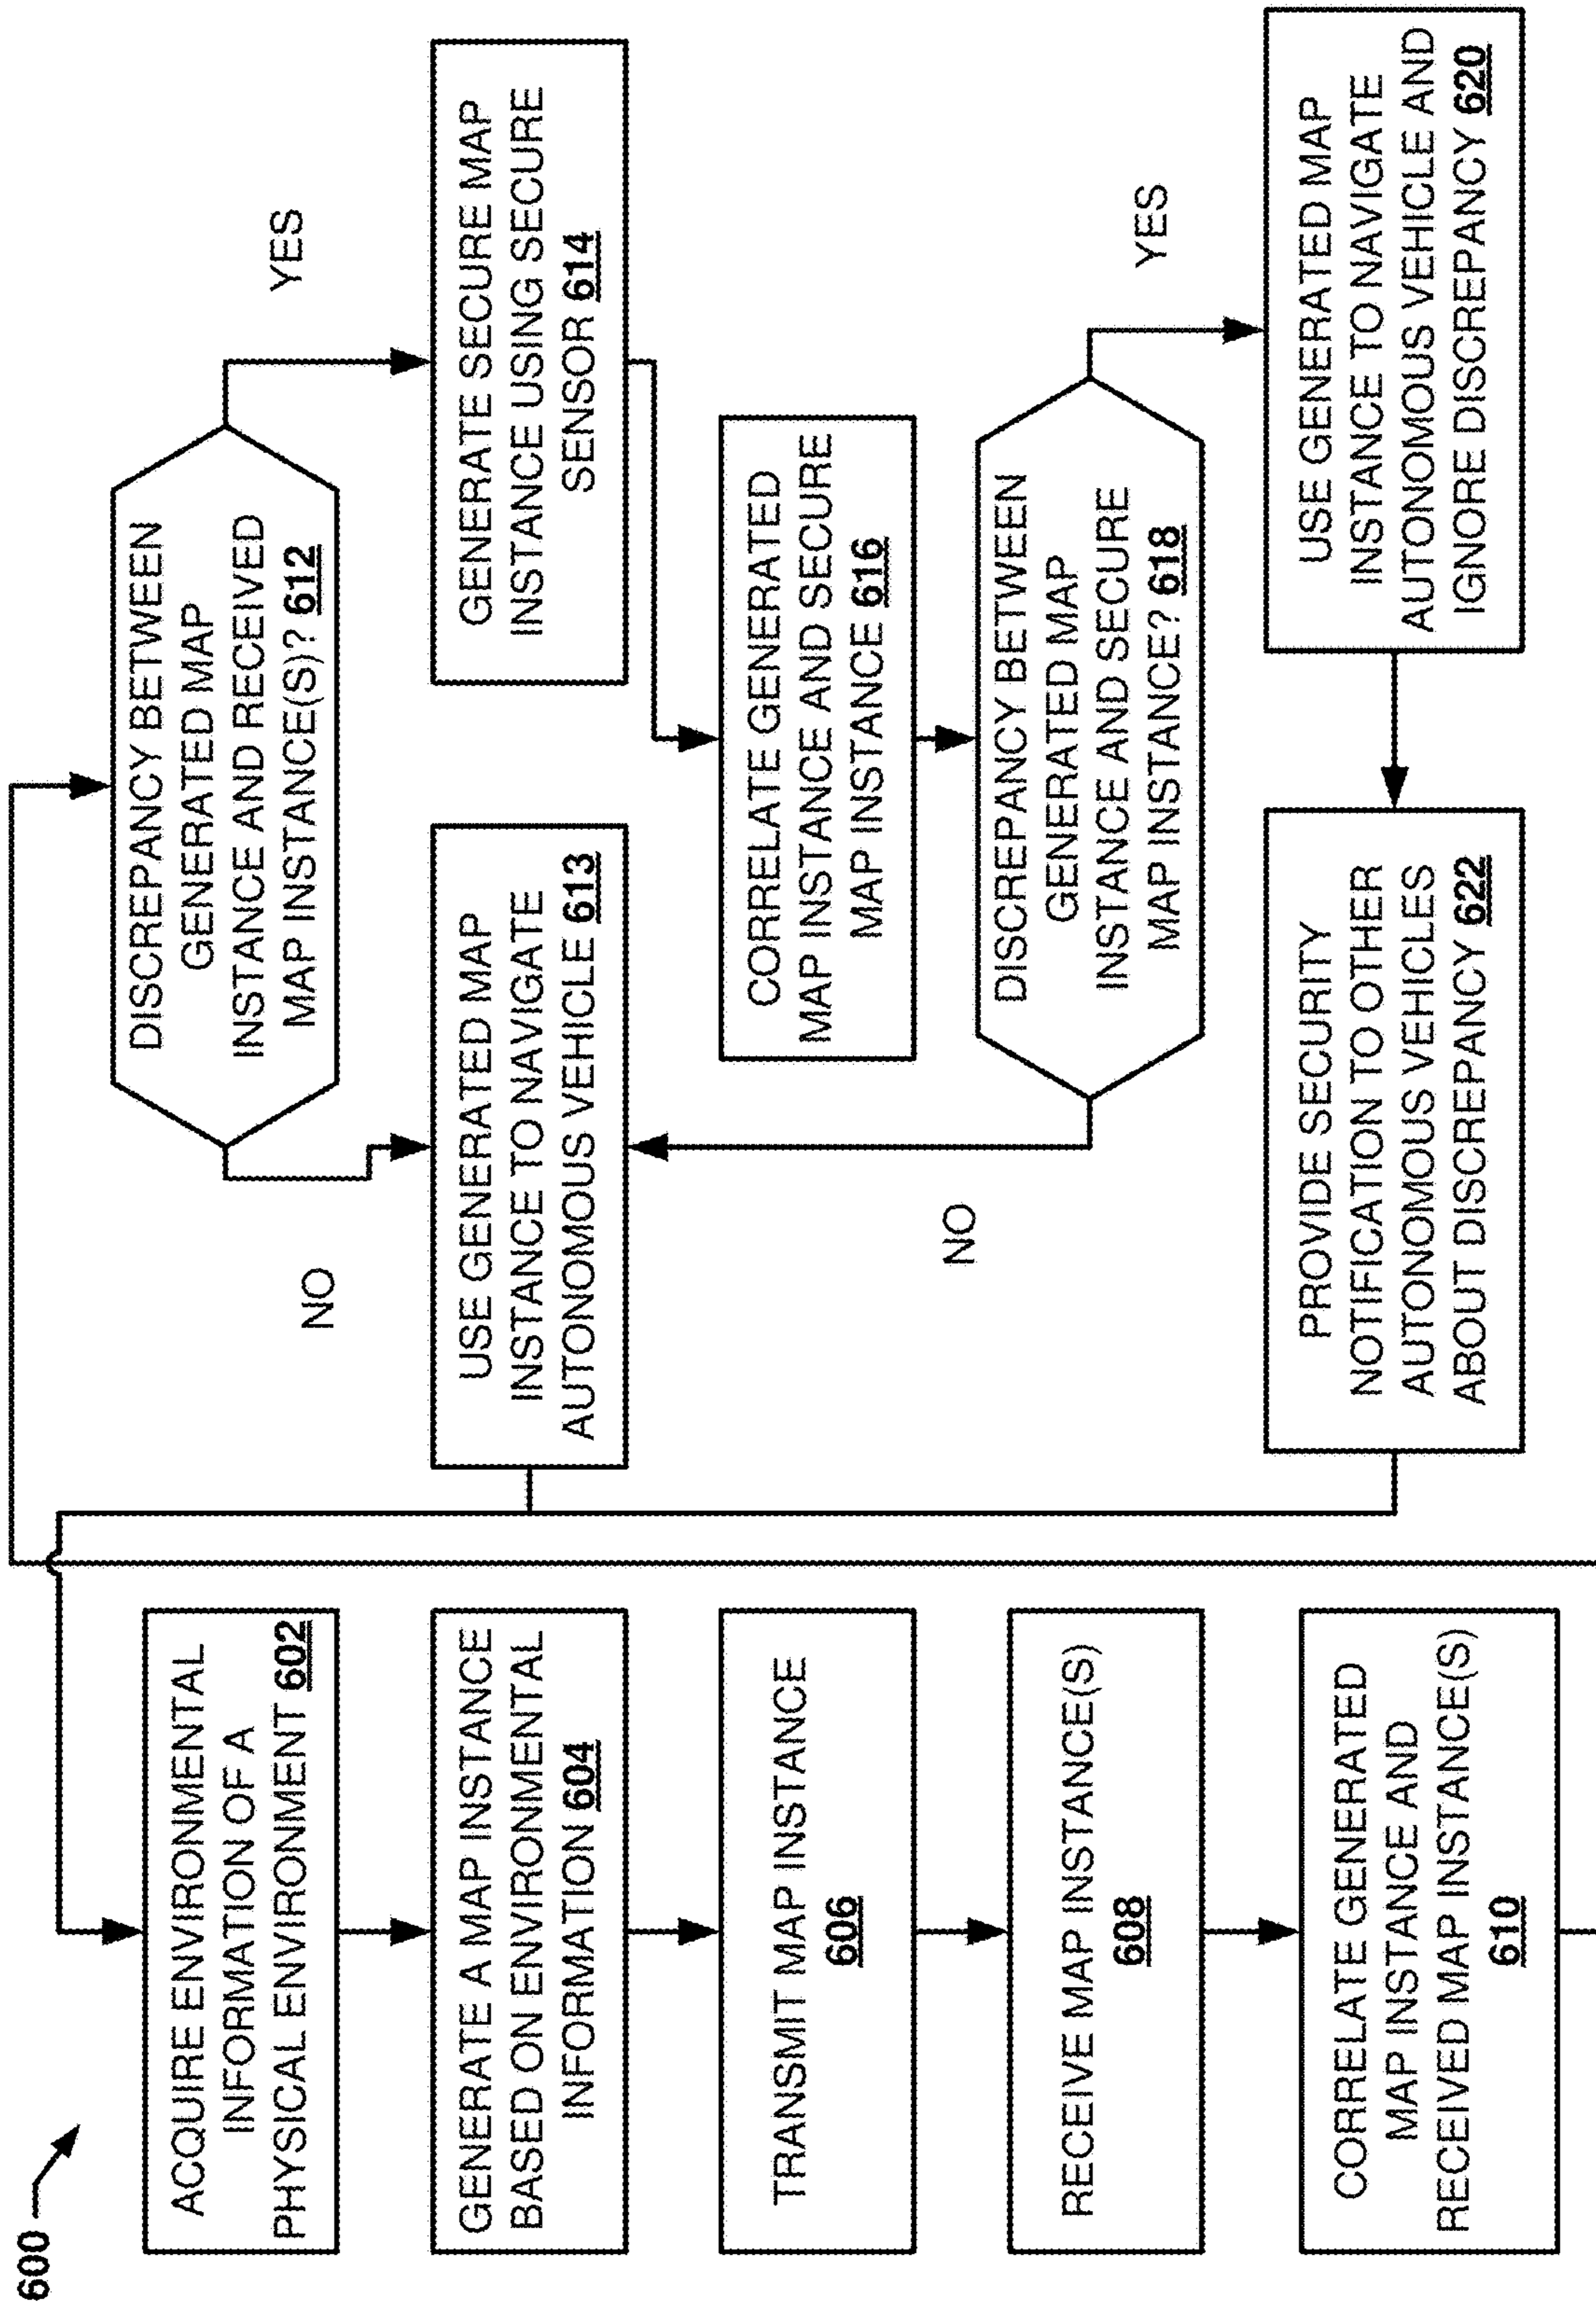 600
ACQUIRE ENVIRONMENTAL
INFORMATION OF A
PHYSICAL ENVIRONMENT 602
GENERATE A MAP INSTANCE
BASED ON ENVIRONMENTAL
INFORMATION 604
TRANSMIT MAP INSTANCE
606
RECEIVE MAP INSTANCE(S)
608
CORRELATE GENERATED
MAP INSTANCE AND
RECEIVED MAP INSTANCE(S)
610
DISCREPANCY BETWEEN
GENERATED MAP
INSTANCE AND RECEIVED
MAP INSTANCE(S)? 612
NO
YES
USE GENERATED MAP
INSTANCE TO NAVIGATE
AUTONOMOUS VEHICLE 613
GENERATE SECURE MAP
INSTANCE USING SECURE
SENSOR 614
CORRELATE GENERATED
MAP INSTANCE AND SECURE
MAP INSTANCE 616
DISCREPANCY BETWEEN
GENERATED MAP
INSTANCE AND SECURE
MAP INSTANCE? 618
NO
YES
USE GENERATED MAP
INSTANCE TO NAVIGATE
AUTONOMOUS VEHICLE AND
IGNORE DISCREPANCY 620
PROVIDE SECURITY
NOTIFICATION TO OTHER
AUTONOMOUS VEHICLES
ABOUT DISCREPANCY 622